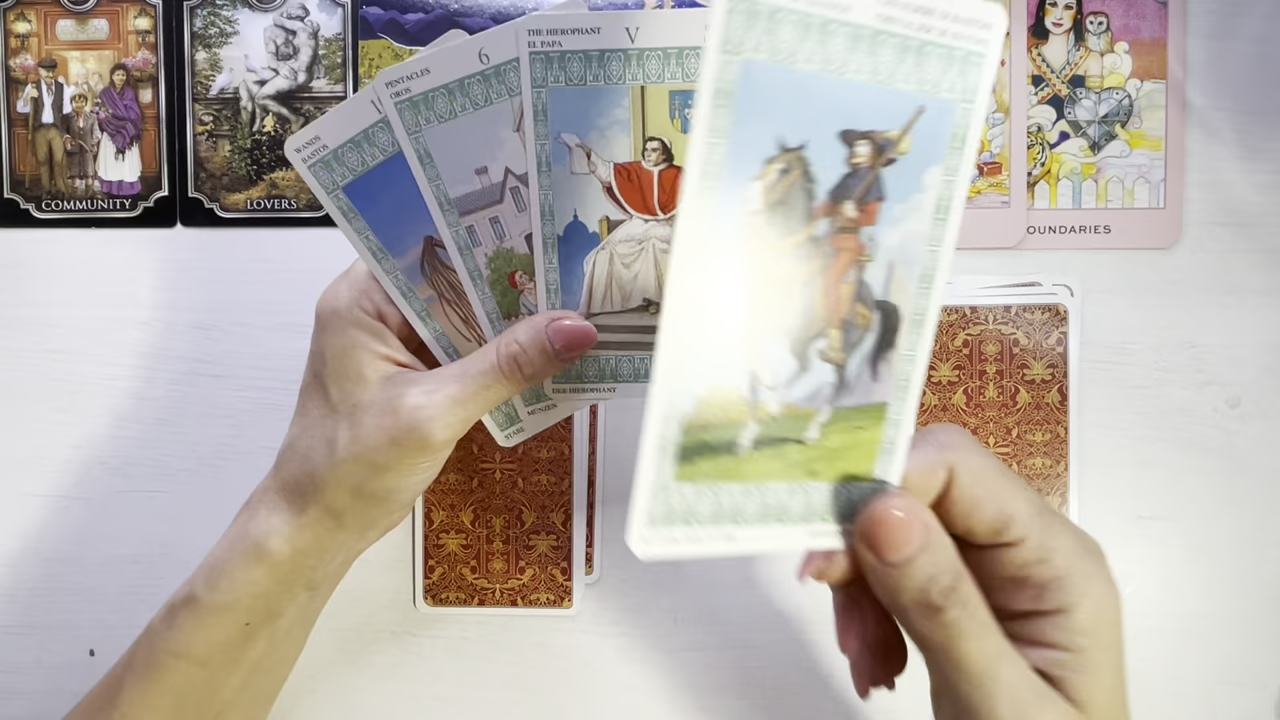 COMMUNITY
LOVERS
WANDS
BASTOS
V
PENTACLES
OROS
6
THE HIEROPHANT
EL PAPA
V
DER HIEROPHANT
MÜNZEN
STÄBE
OUNDARIES